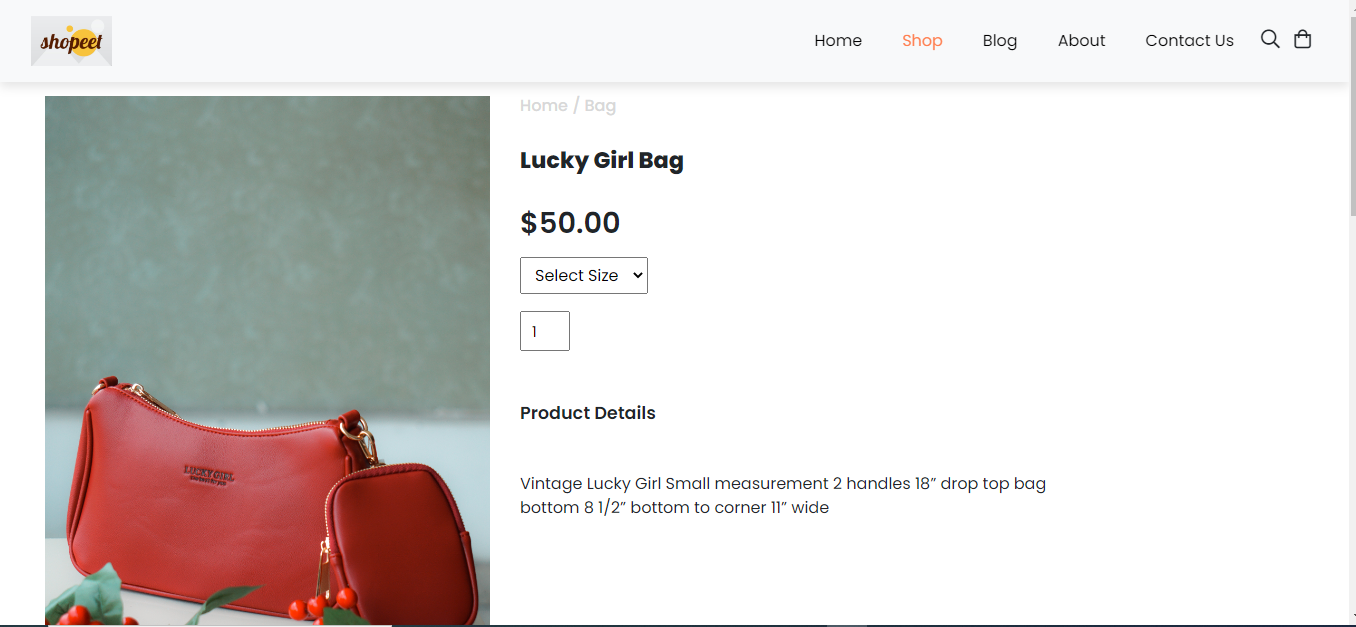 shopeet
Home Shop Blog About Contact Us
Home / Bag
Lucky Girl Bag
$50.00
Select Size
1
Product Details
Vintage Lucky Girl Small measurement 2 handles 18” drop top bag
bottom 8 1/2” bottom to corner 11” wide
LUCKY GIRL